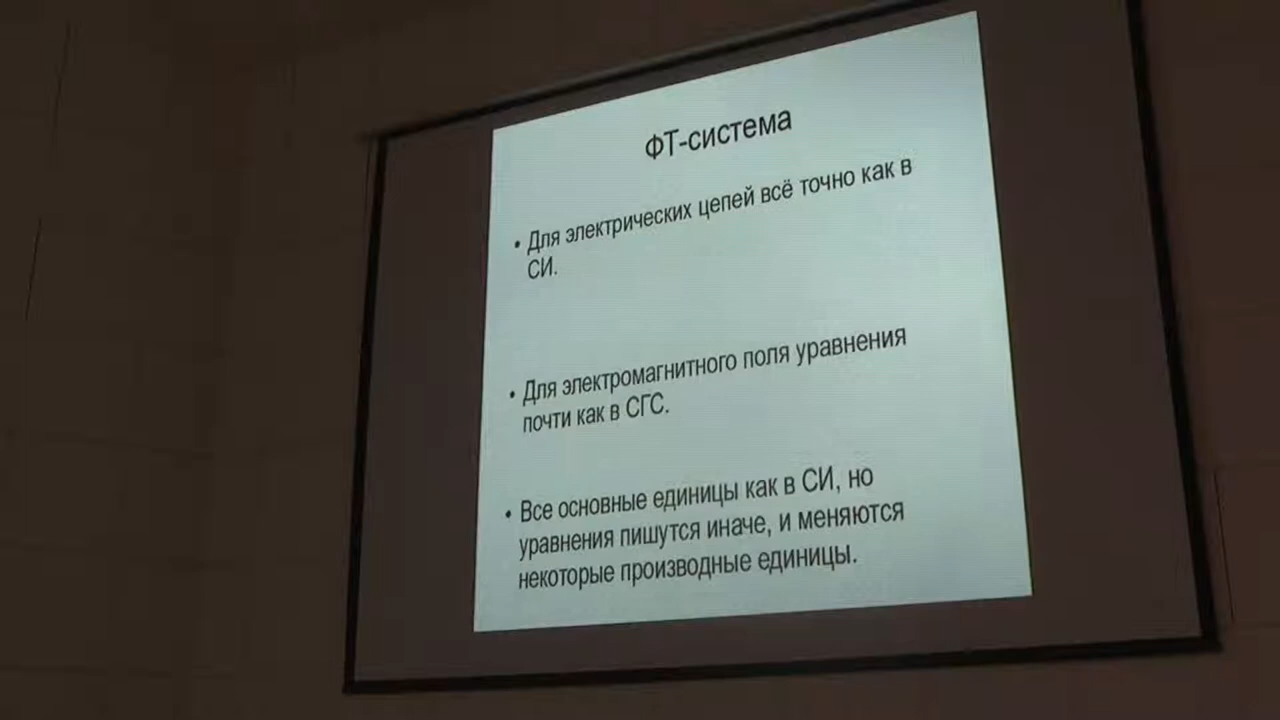 ФТ-система
• Для электрических цепей всё точно как в
СИ.
• Для электромагнитного поля уравнения
почти как в СГС.
• Все основные единицы как в СИ, но
уравнения пишутся иначе, и меняются
некоторые производные единицы.